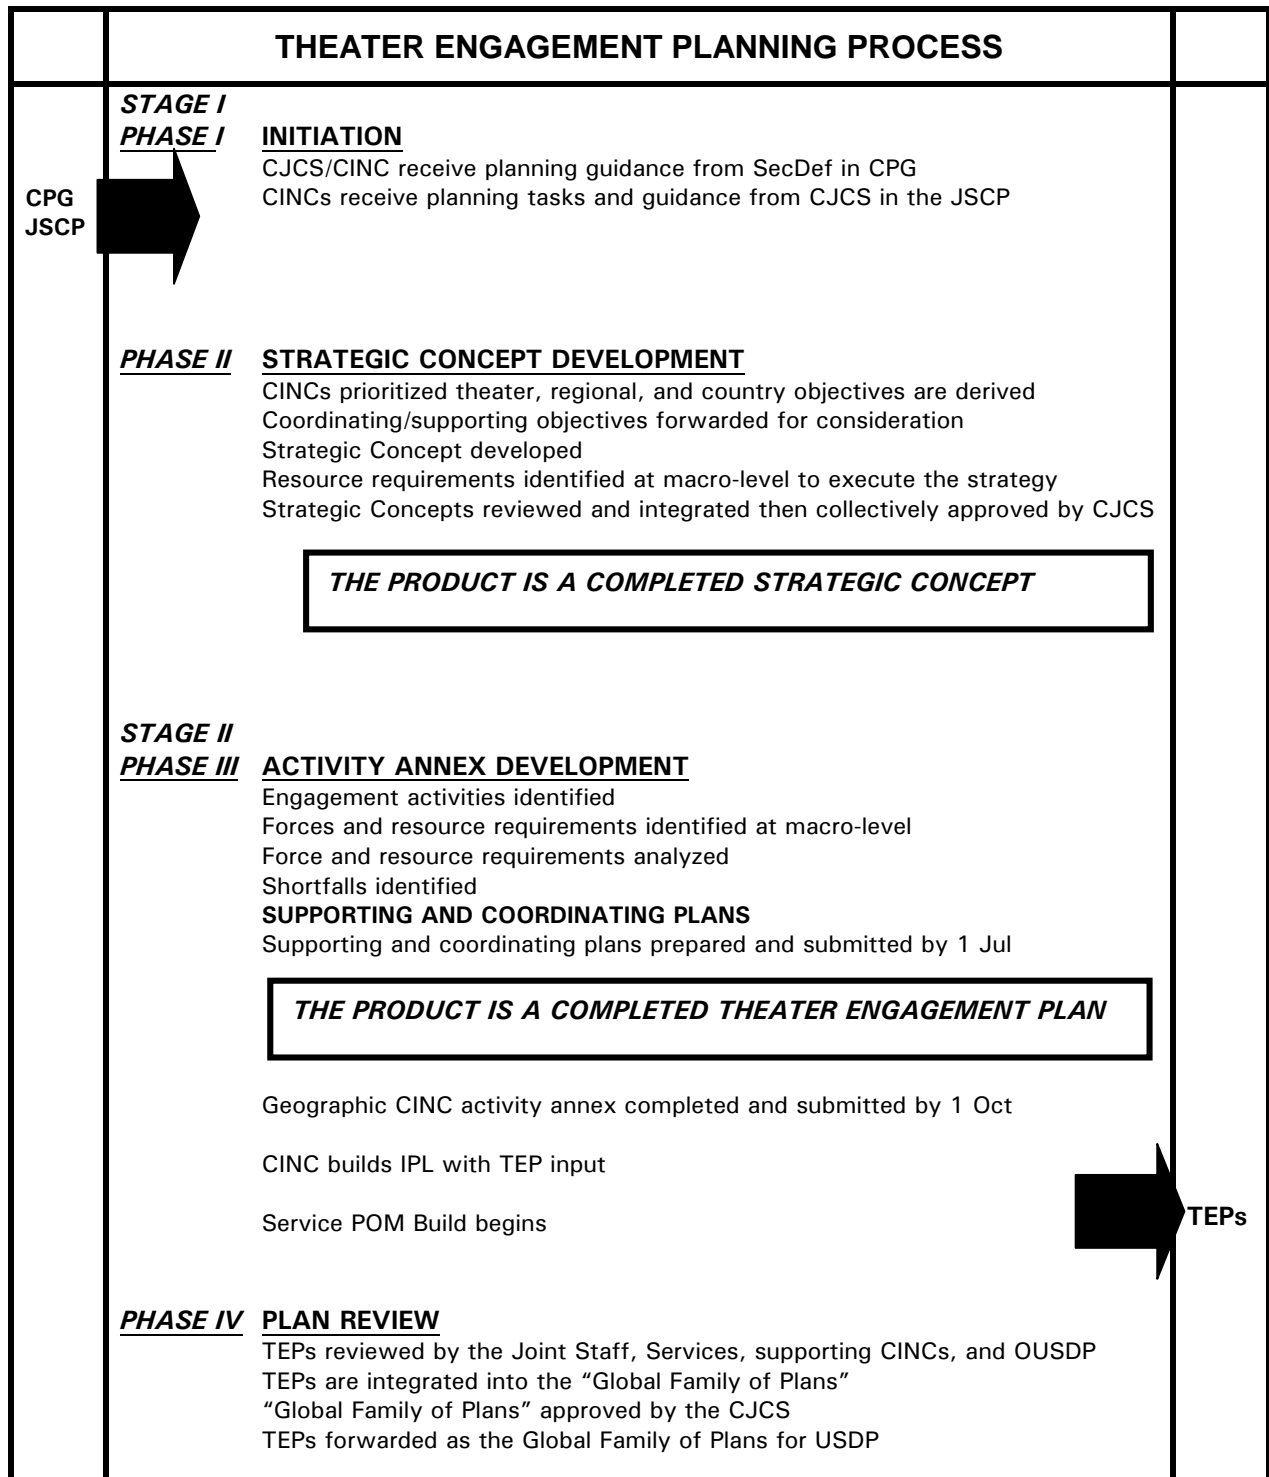 THEATER ENGAGEMENT PLANNING PROCESS
STAGE I
PHASE I INITIATION
CJCS/CINC receive planning guidance from SecDef in CPG
CINCs receive planning tasks and guidance from CJCS in the JSCP
CPG
JSCP
PHASE II STRATEGIC CONCEPT DEVELOPMENT
CINCs prioritized theater, regional, and country objectives are derived
Coordinating/supporting objectives forwarded for consideration
Strategic Concept developed
Resource requirements identified at macro-level to execute the strategy
Strategic Concepts reviewed and integrated then collectively approved by CJCS
THE PRODUCT IS A COMPLETED STRATEGIC CONCEPT
STAGE II
PHASE III ACTIVITY ANNEX DEVELOPMENT
Engagement activities identified
Forces and resource requirements identified at macro-level
Force and resource requirements analyzed
Shortfalls identified
SUPPORTING AND COORDINATING PLANS
Supporting and coordinating plans prepared and submitted by 1 Jul
THE PRODUCT IS A COMPLETED THEATER ENGAGEMENT PLAN
Geographic CINC activity annex completed and submitted by 1 Oct
CINC builds IPL with TEP input
Service POM Build begins
TEPs
PHASE IV PLAN REVIEW
TEPs reviewed by the Joint Staff, Services, supporting CINCs, and OUSDP
TEPs are integrated into the “Global Family of Plans”
“Global Family of Plans” approved by the CJCS
TEPs forwarded as the Global Family of Plans for USDP